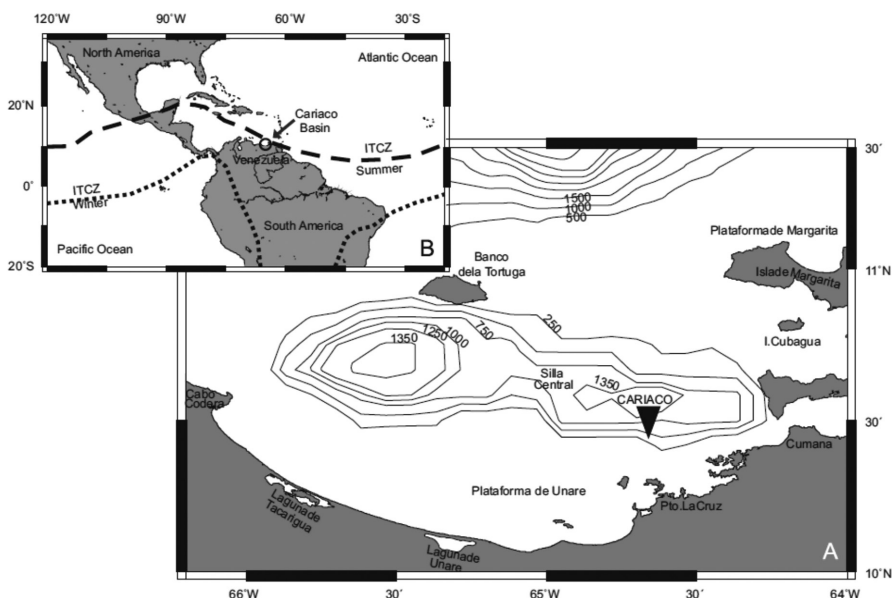 120˚W
90˚W
60˚W
30˚S
North America
Atlantic Ocean
20˚N
Cariaco
Basin
ITCZ
Venezuela
Summer
0˚
ITCZ
Winter
South America
Pacific Ocean
B
20˚S
30´
1500
1000
500
Plataformade Margarita
Banco
dela Tortuga
11˚N
Islade Margarita
250
750
1000
1250
1350
I.Cubagua
Silla
Central
1350
Cabo
Codera
CARIACO
30´
Cumana
Plataforma de Unare
Lagunade
Tacarigua
Pto.LaCruz
Lagunade
Unare
A
10˚N
66˚W
30´
65˚W
30´
64˚W